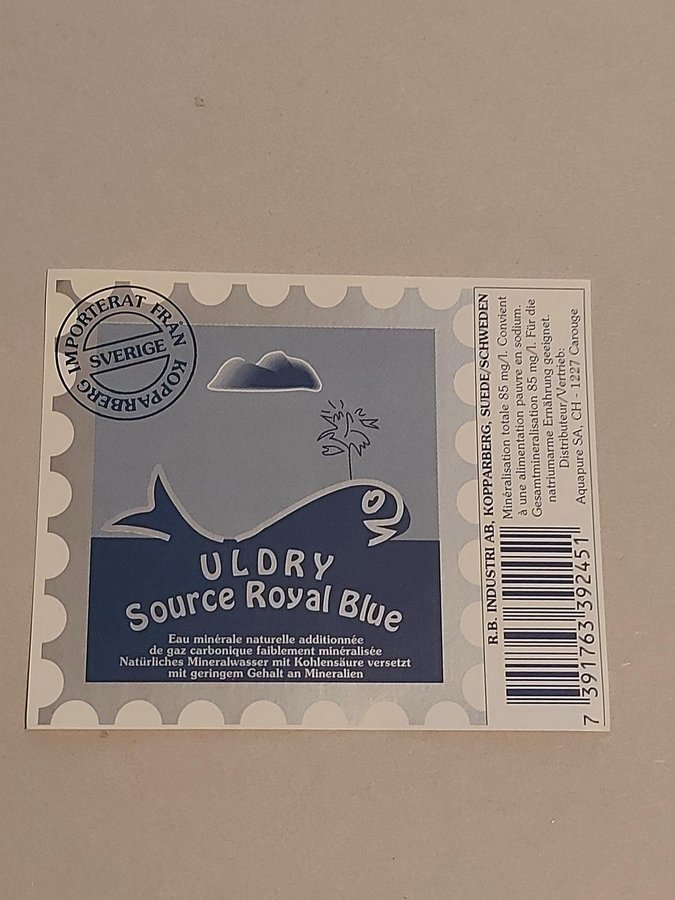 IMPORTERAT FRÅN KOPPARBERG
SVERIGE
ULDRY
Source Royal Blue
Eau minérale naturelle additionnée
de gaz carbonique faiblement minéralisée
Natürliches Mineralwasser mit Kohlensäure versetzt
mit geringem Gehalt an Mineralien
R.B. INDUSTRI AB, KOPPARBERG, SUEDE/SCHWEDEN
Minéralisation totale 85 mg/l. Convient
à une alimentation pauvre en sodium.
Gesamtmineralisation 85 mg/l. Für die
natriumarme Ernährung geeignet.
Distributeur/Vertrieb:
Aquapure SA, CH - 1227 Carouge
7 391763 392451